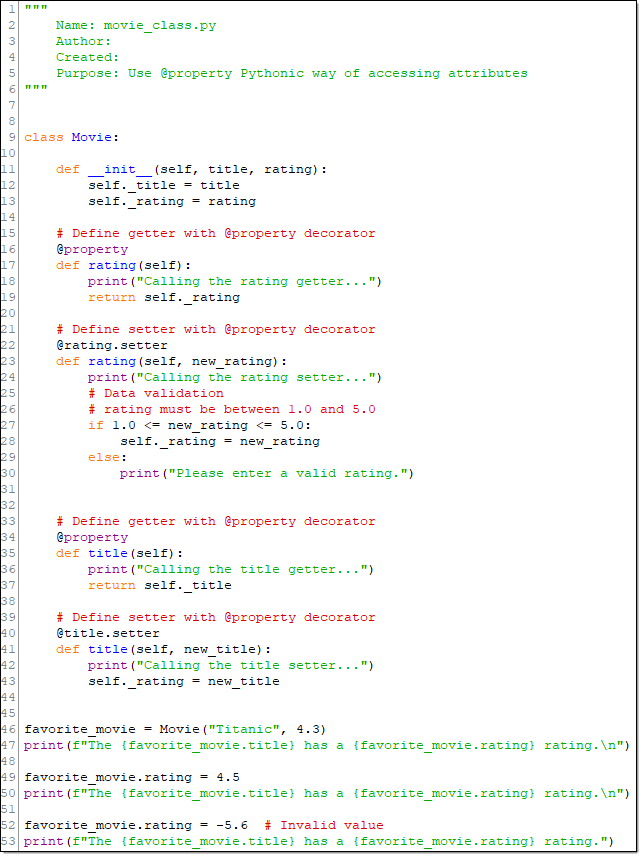 1 """
2     Name: movie_class.py
3     Author:
4     Created:
5     Purpose: Use @property Pythonic way of accessing attributes
6 """
7
8
9 class Movie:
10
11     def __init__(self, title, rating):
12         self._title = title
13         self._rating = rating
14
15     # Define getter with @property decorator
16     @property
17     def rating(self):
18         print("Calling the rating getter...")
19         return self._rating
20
21     # Define setter with @property decorator
22     @rating.setter
23     def rating(self, new_rating):
24         print("Calling the rating setter...")
25         # Data validation
26         # rating must be between 1.0 and 5.0
27         if 1.0 <= new_rating <= 5.0:
28             self._rating = new_rating
29         else:
30             print("Please enter a valid rating.")
31
32
33     # Define getter with @property decorator
34     @property
35     def title(self):
36         print("Calling the title getter...")
37         return self._title
38
39     # Define setter with @property decorator
40     @title.setter
41     def title(self, new_title):
42         print("Calling the title setter...")
43         self._rating = new_title
44
45
46 favorite_movie = Movie("Titanic", 4.3)
47 print(f"The {favorite_movie.title} has a {favorite_movie.rating} rating.\n")
48
49 favorite_movie.rating = 4.5
50 print(f"The {favorite_movie.title} has a {favorite_movie.rating} rating.\n")
51
52 favorite_movie.rating = -5.6  # Invalid value
53 print(f"The {favorite_movie.title} has a {favorite_movie.rating} rating.")